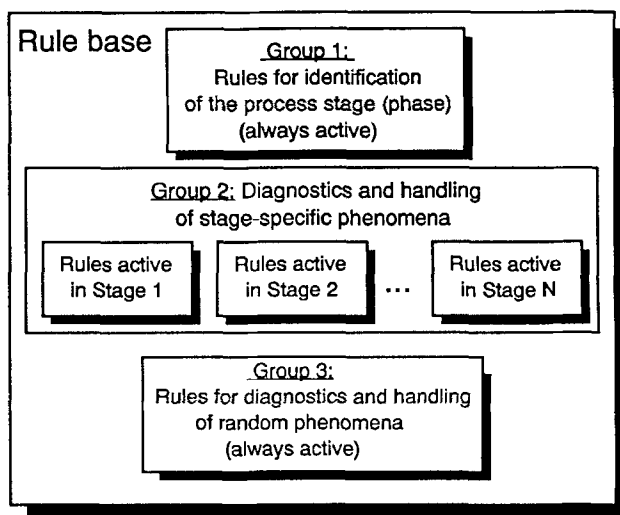 Rule base
Group 1:
Rules for identification
of the process stage (phase)
(always active)
Group 2: Diagnostics and handling
of stage-specific phenomena
Rules active
in Stage 1
Rules active
in Stage 2
...
Rules active
in Stage N
Group 3:
Rules for diagnostics and handling
of random phenomena
(always active)